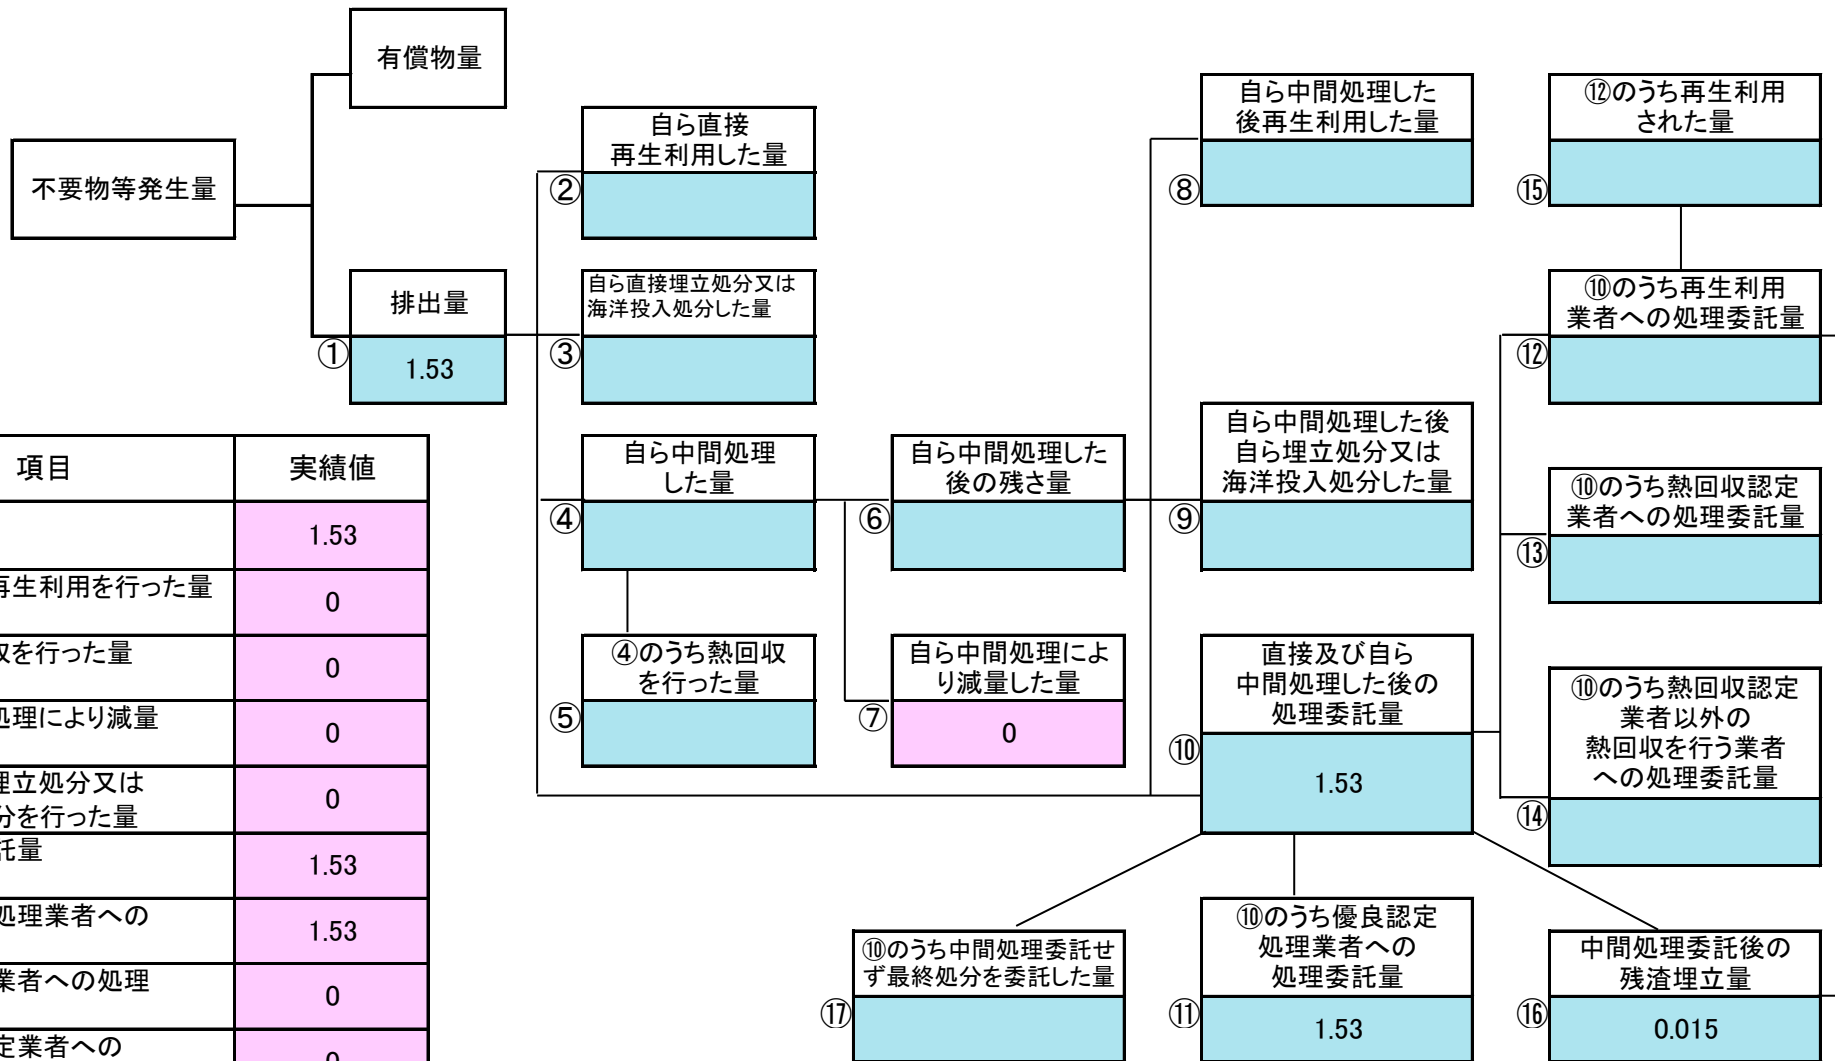 有償物量
不要物等発生量
排出量
①
1.53
自ら直接
再生利用した量
②
自ら直接埋立処分又は
海洋投入処分した量
③
自ら中間処理
した量
④
④のうち熱回収
を行った量
⑤
自ら中間処理した
後の残さ量
⑥
自ら中間処理によ
り減量した量
⑦
0
自ら中間処理した
後再生利用した量
⑧
自ら中間処理した後
自ら埋立処分又は
海洋投入処分した量
⑨
直接及び自ら
中間処理した後の
処理委託量
⑩
1.53
⑫のうち再生利用
された量
⑮
⑩のうち再生利用
業者への処理委託量
⑫
⑩のうち熱回収認定
業者への処理委託量
⑬
⑩のうち熱回収認定
業者以外の
熱回収を行う業者
への処理委託量
⑭
⑩のうち中間処理委託せ
ず最終処分を委託した量
⑰
⑩のうち優良認定
処理業者への
処理委託量
⑪
1.53
中間処理委託後の
残渣埋立量
⑯
0.015
項目 実績値
1.53
再生利用を行った量 0
を行った量 0
処理により減量 0
埋立処分又は
を行った量 0
託量 1.53
処理業者への 1.53
業者への処理 0
定業者への 0